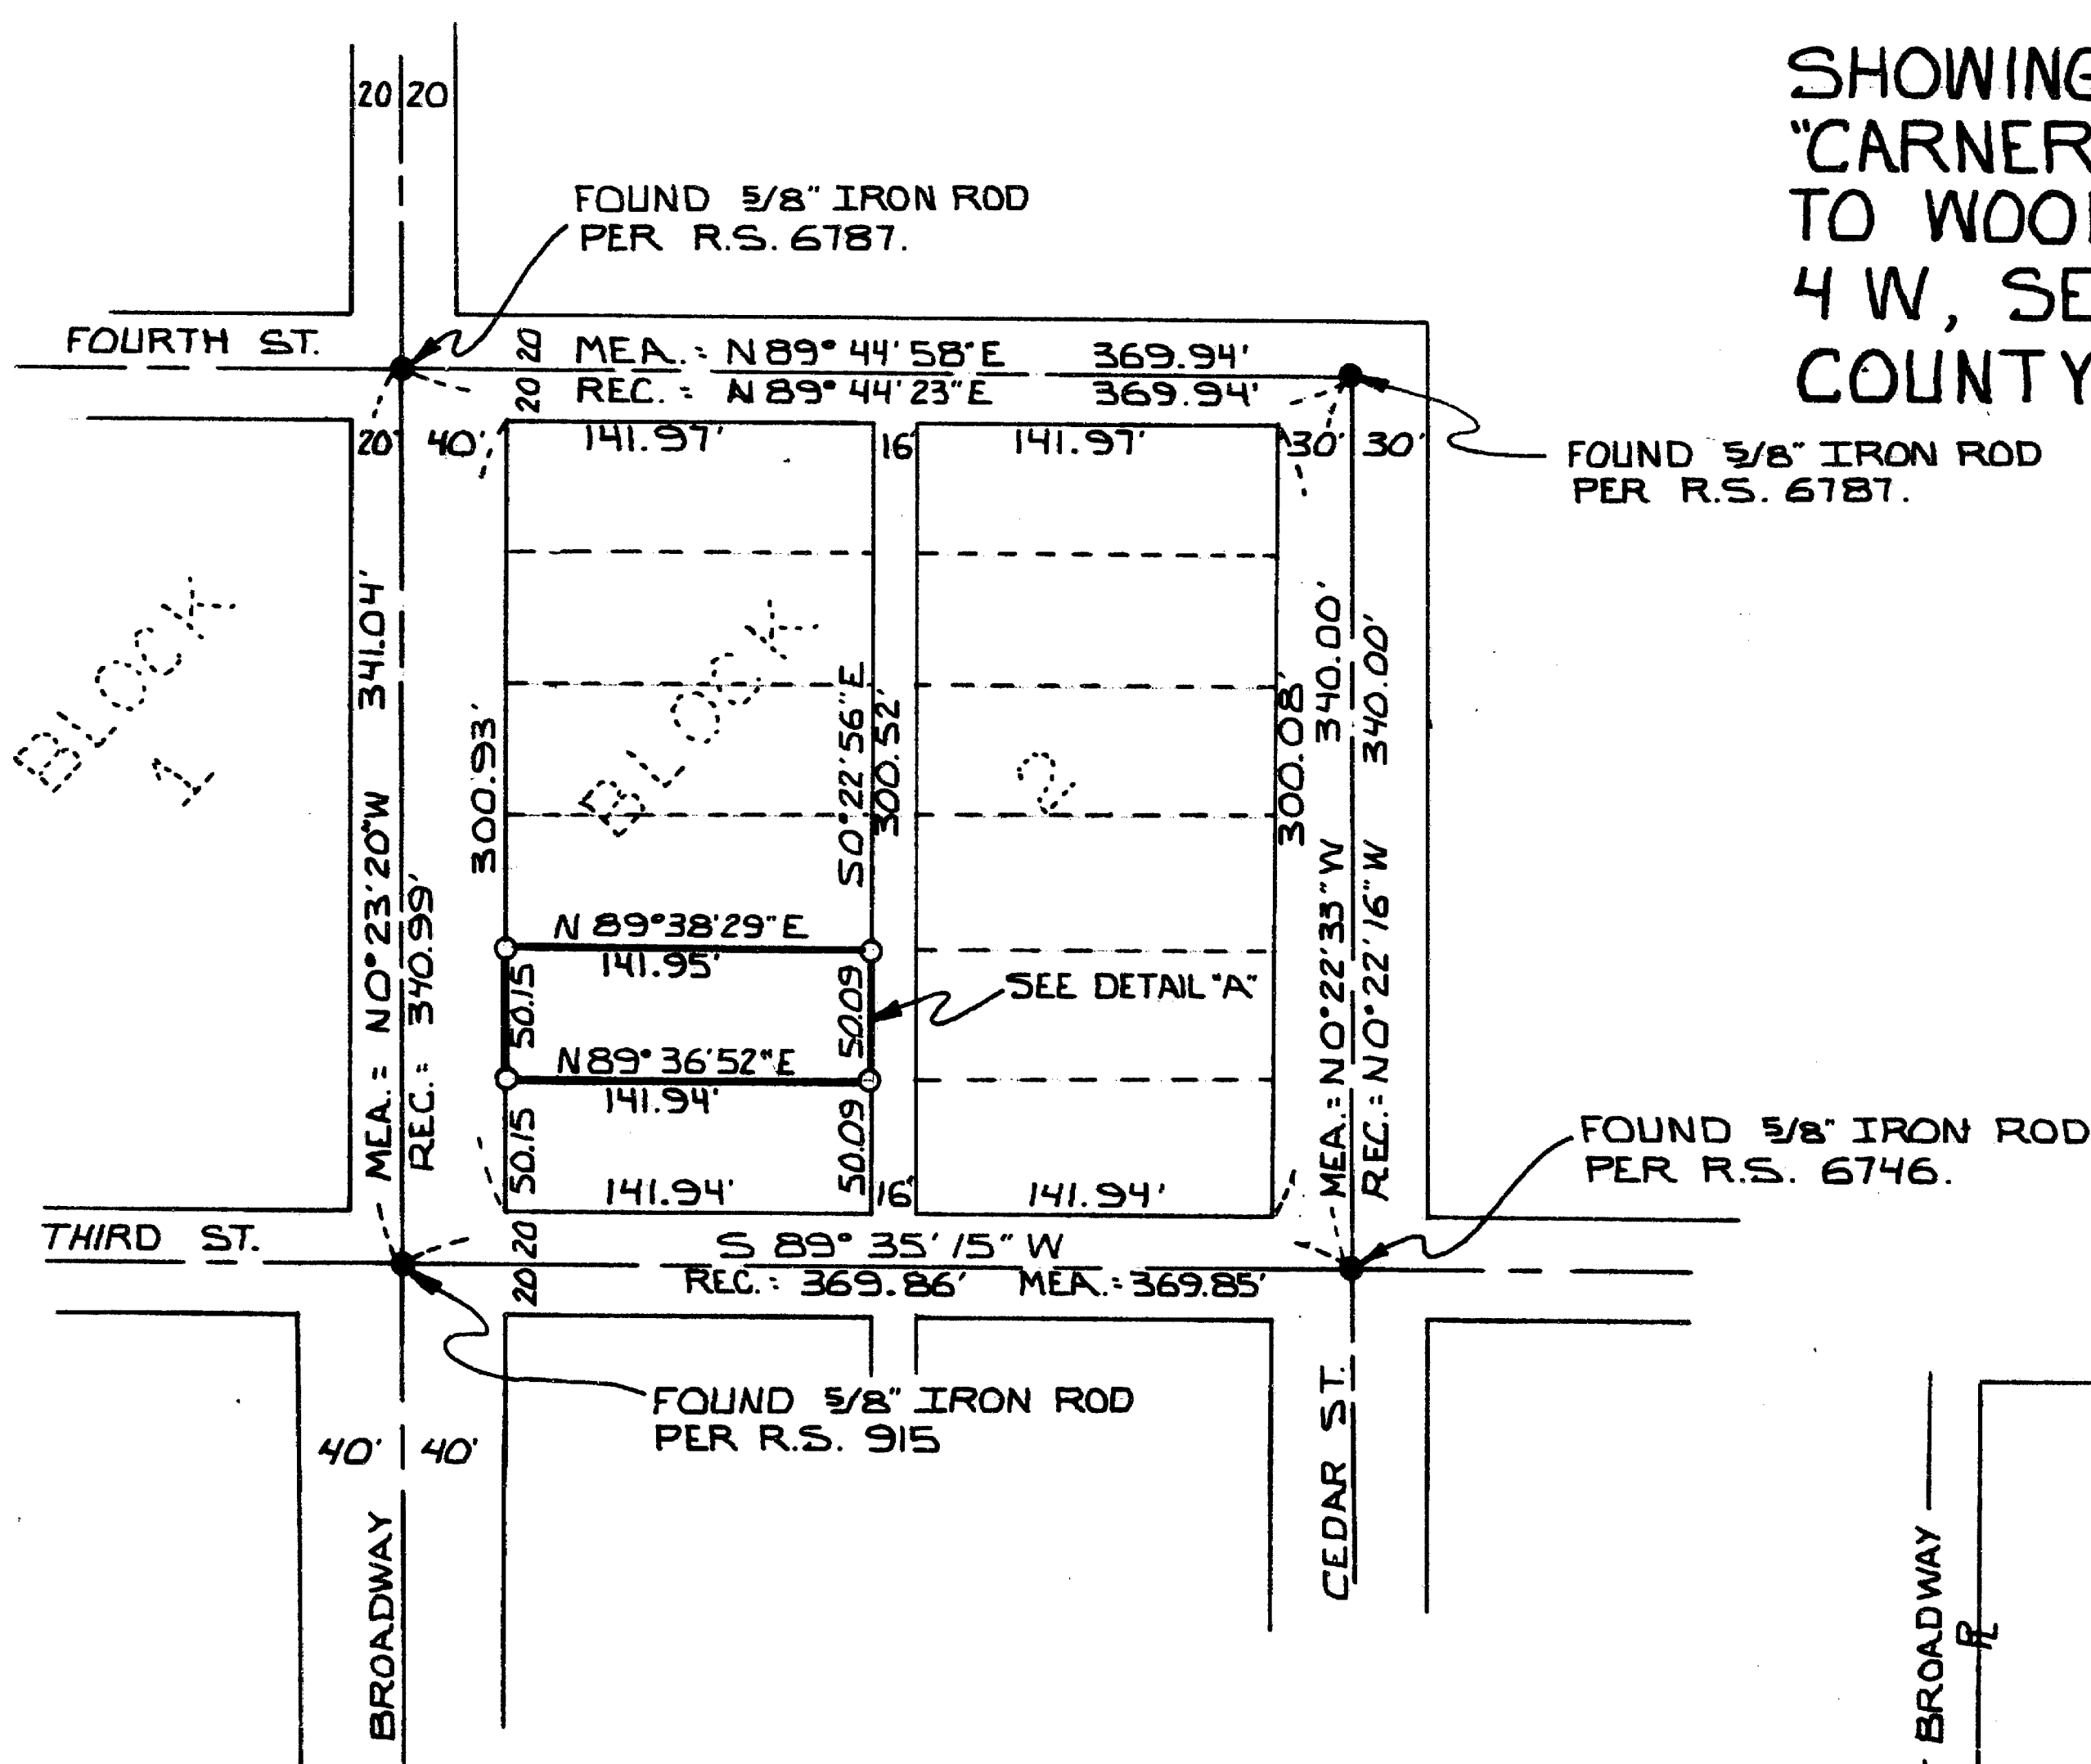 SHOWING
"CARNER
TO WOO
4 W, SE
COUNTY
20 20
FOUND 5/8" IRON ROD
PER R.S. 6787.
FOURTH ST.
20
20
MEA.= N 89° 44' 58" E 369.94'
REC. = N 89° 44' 23" E 369.94'
20' 40' 141.97' 16' 141.97' 30' 30'
FOUND 5/8" IRON ROD
PER R.S. 6787.
BLOCK
1
BLOCK
2
MEA.= N0°23'20"W 341.04'
REC.= 340.99'
300.93'
S0°22'56"E
300.52'
300.08'
MEA.= N0°22'33"W 340.00'
REC.= N0°22'16"W 340.00'
N 89°38'29" E
141.95'
50.15
50.09
SEE DETAIL "A"
N89°36'52"E
141.94'
50.15
50.09
141.94' 16' 141.94'
FOUND 5/8" IRON ROD
PER R.S. 6746.
THIRD ST.
20
20
S 89° 35' 15" W
REC.= 369.86' MEA.= 369.85'
FOUND 5/8" IRON ROD
PER R.S. 915
40' 40'
BROADWAY
CEDAR ST.
BROADWAY
PL